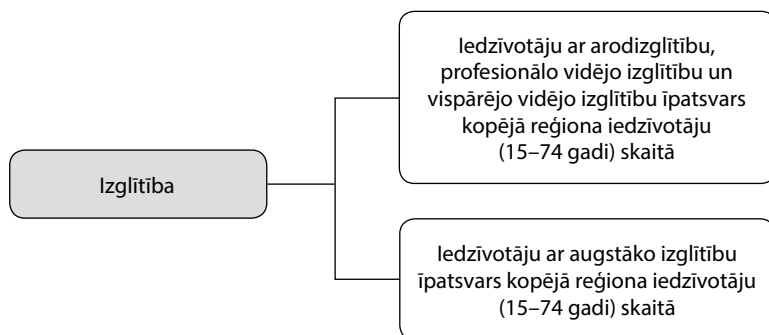 Iedzīvotāju ar arodizglītību,
profesionālo vidējo izglītību un
vispārējo vidējo izglītību īpatsvars
kopējā reģiona iedzīvotāju
(15–74 gadi) skaitā
Izglītība
Iedzīvotāju ar augstāko izglītību
īpatsvars kopējā reģiona iedzīvotāju
(15–74 gadi) skaitā